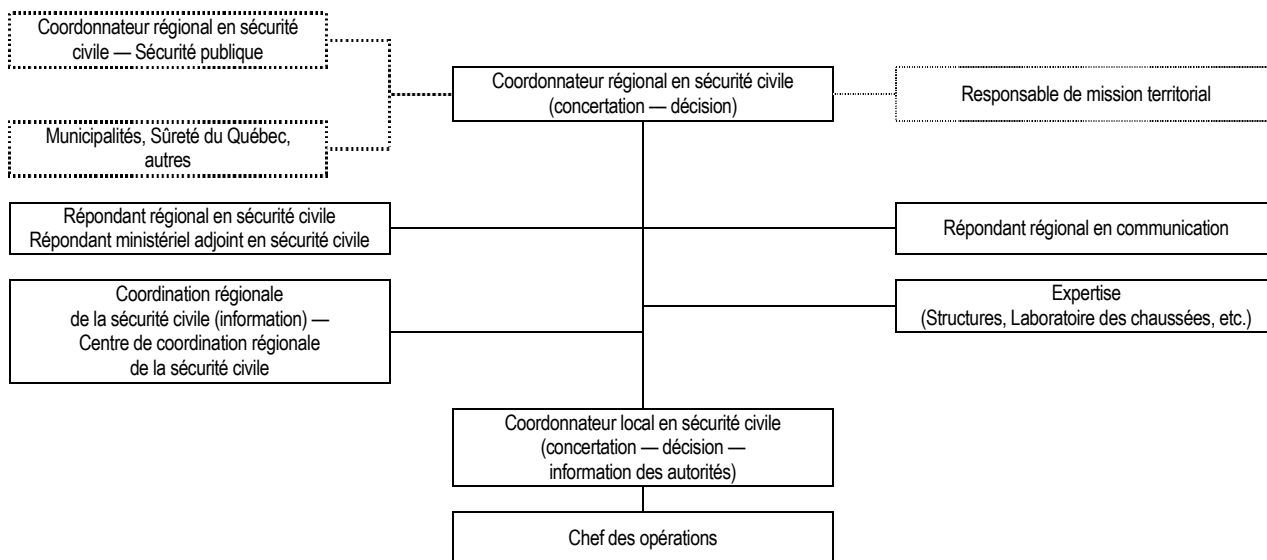 Coordonnateur régional en sécurité
civile — Sécurité publique
Coordonnateur régional en sécurité civile
(concertation — décision)
Responsable de mission territorial
Municipalités, Sûreté du Québec,
autres
Répondant régional en sécurité civile
Répondant ministériel adjoint en sécurité civile
Répondant régional en communication
Coordination régionale
de la sécurité civile (information) —
Centre de coordination régionale
de la sécurité civile
Expertise
(Structures, Laboratoire des chaussées, etc.)
Coordonnateur local en sécurité civile
(concertation — décision —
information des autorités)
Chef des opérations